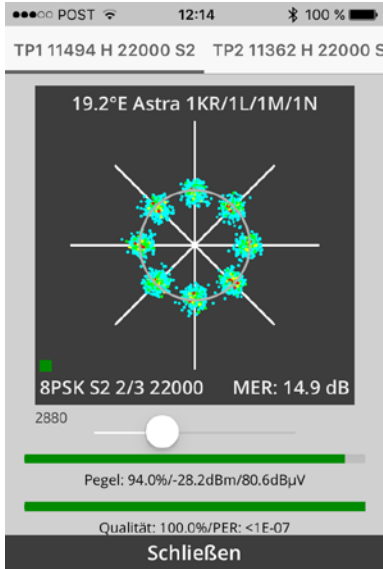 POST 12:14 100 %
TP1 11494 H 22000 S2 TP2 11362 H 22000 S
19.2°E Astra 1KR/1L/1M/1N
8PSK S2 2/3 22000 MER: 14.9 dB
2880
Pegel: 94.0%/-28.2dBm/80.6dBµV
Qualität: 100.0%/PER: <1E-07
Schließen